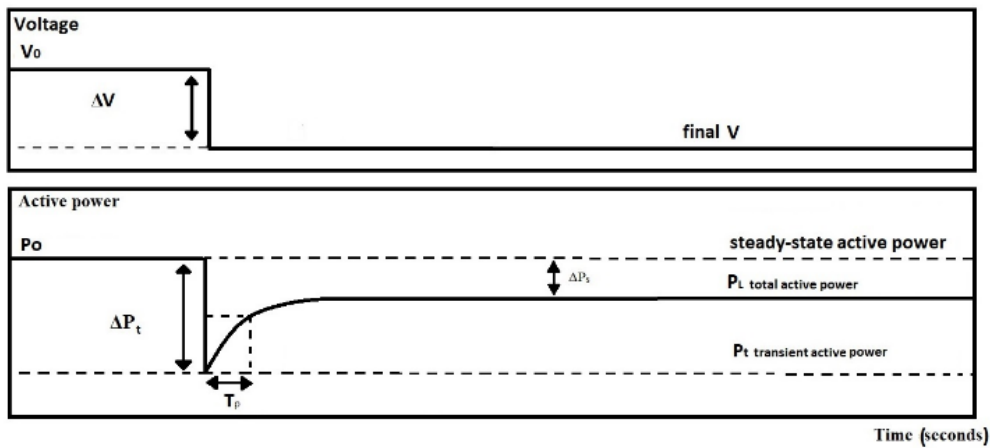 Voltage
V₀
ΔV
final V
Active power
Po
steady-state active power
ΔPₛ
P_L total active power
ΔPₜ
Pₜ transient active power
Tₚ
Time (seconds)